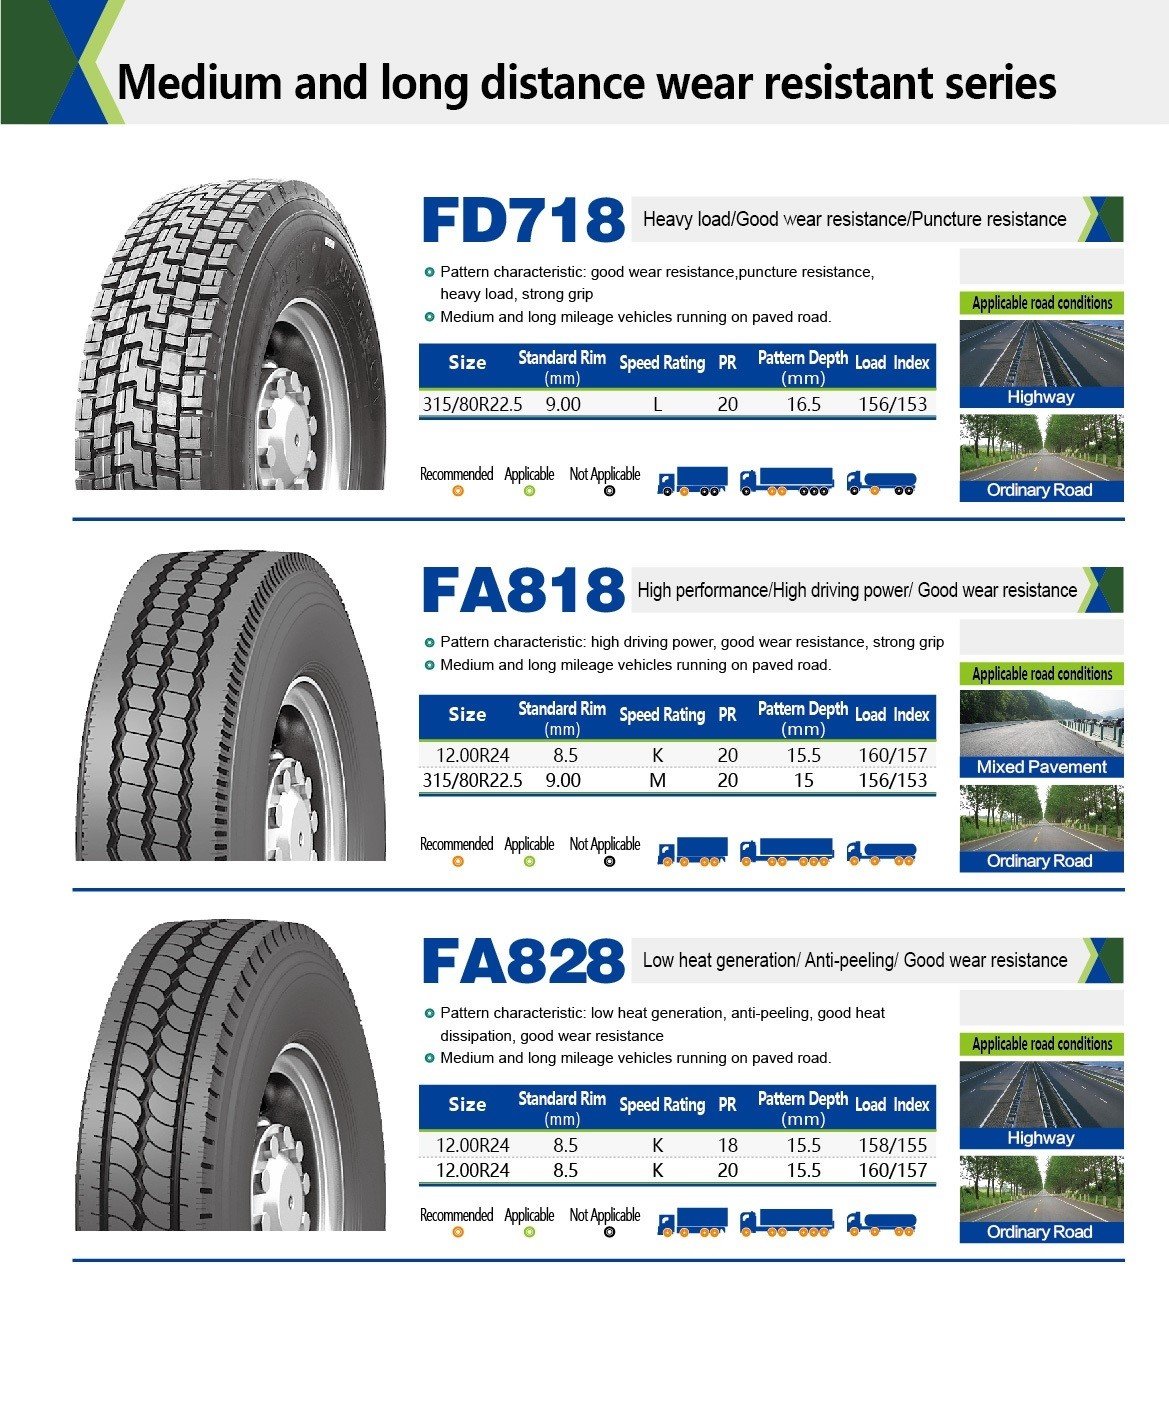 Medium and long distance wear resistant series
FD718
Heavy load/Good wear resistance/Puncture resistance
Pattern characteristic: good wear resistance,puncture resistance,
heavy load, strong grip
Medium and long mileage vehicles running on paved road.
Size Standard Rim (mm) Speed Rating PR Pattern Depth (mm) Load Index
315/80R22.5 9.00 L 20 16.5 156/153
Recommended Applicable Not Applicable
Applicable road conditions
Highway
Ordinary Road
FA818
High performance/High driving power/ Good wear resistance
Pattern characteristic: high driving power, good wear resistance, strong grip
Medium and long mileage vehicles running on paved road.
Size Standard Rim (mm) Speed Rating PR Pattern Depth (mm) Load Index
12.00R24 8.5 K 20 15.5 160/157
315/80R22.5 9.00 M 20 15 156/153
Recommended Applicable Not Applicable
Applicable road conditions
Mixed Pavement
Ordinary Road
FA828
Low heat generation/ Anti-peeling/ Good wear resistance
Pattern characteristic: low heat generation, anti-peeling, good heat
dissipation, good wear resistance
Medium and long mileage vehicles running on paved road.
Size Standard Rim (mm) Speed Rating PR Pattern Depth (mm) Load Index
12.00R24 8.5 K 18 15.5 158/155
12.00R24 8.5 K 20 15.5 160/157
Recommended Applicable Not Applicable
Applicable road conditions
Highway
Ordinary Road